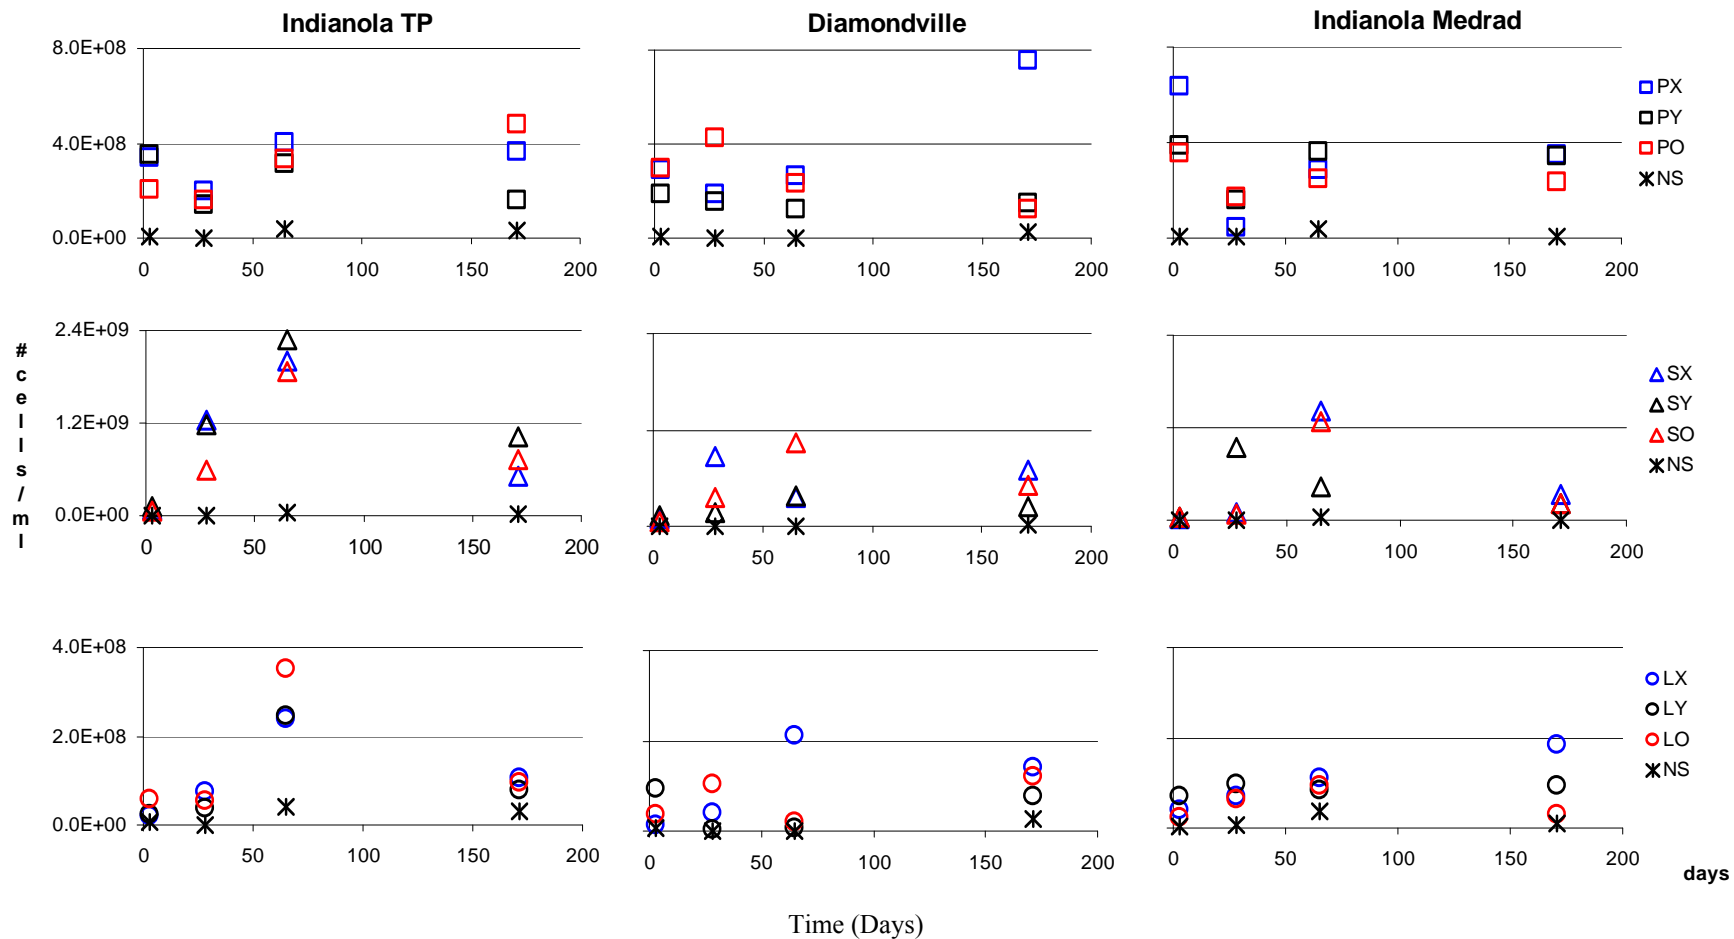 Indianola TP
Diamondville
Indianola Medrad
8.0E+08
4.0E+08
0.0E+00
0 50 100 150 200
0 50 100 150 200
0 50 100 150 200
PX
PY
PO
NS
# cells/ml
2.4E+09
1.2E+09
0.0E+00
0 50 100 150 200
0 50 100 150 200
0 50 100 150 200
SX
SY
SO
NS
4.0E+08
2.0E+08
0.0E+00
0 50 100 150 200
0 50 100 150 200
0 50 100 150 200
LX
LY
LO
NS
days
Time (Days)